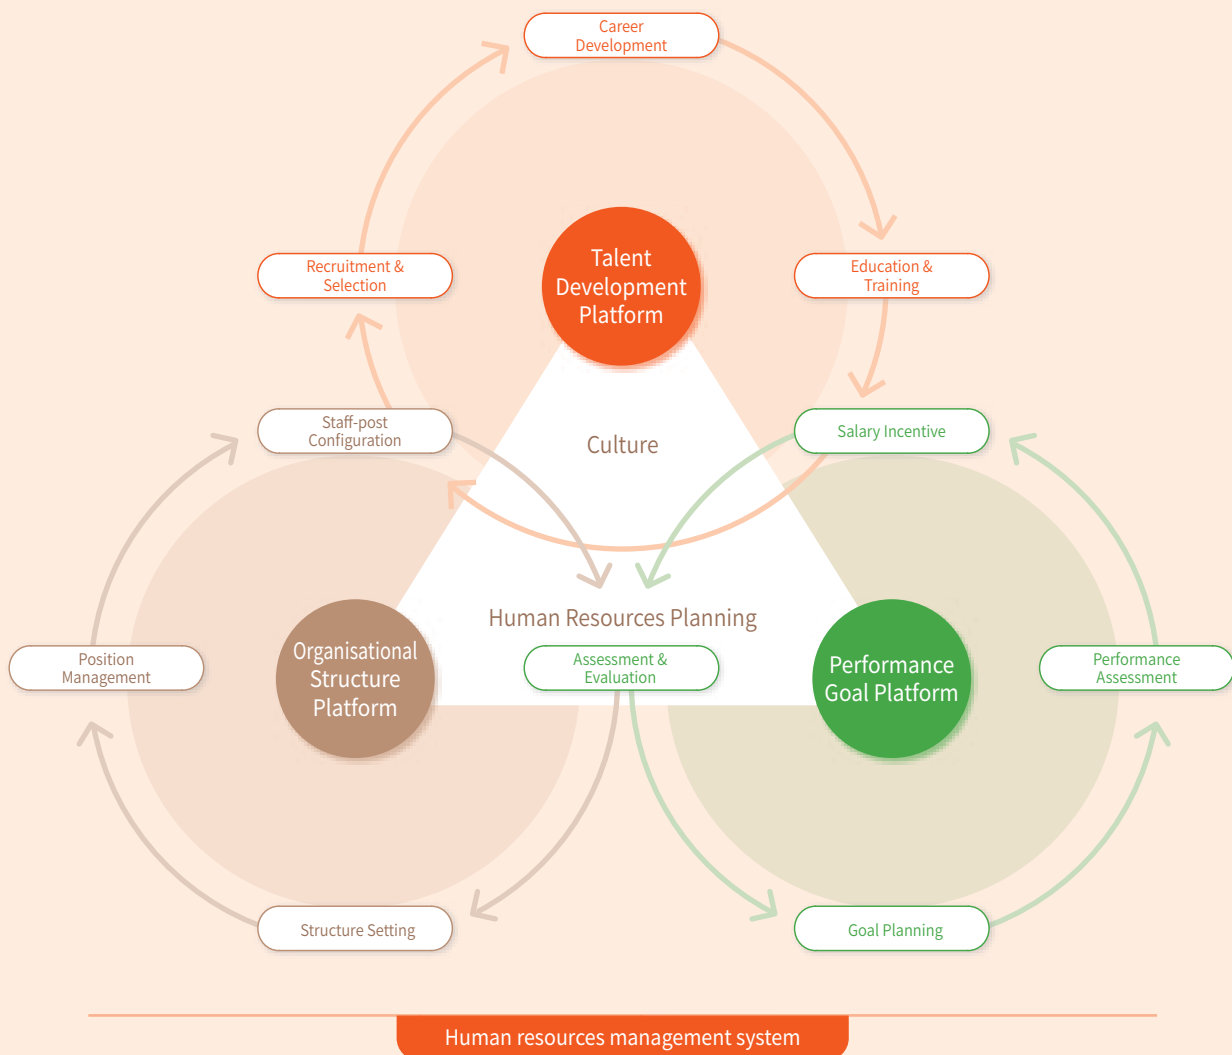 Career
Development
Talent
Development
Platform
Recruitment &
Selection
Education &
Training
Staff-post
Configuration
Culture
Salary Incentive
Human Resources Planning
Organisational
Structure
Platform
Position
Management
Assessment &
Evaluation
Performance
Goal Platform
Performance
Assessment
Structure Setting
Goal Planning
Human resources management system